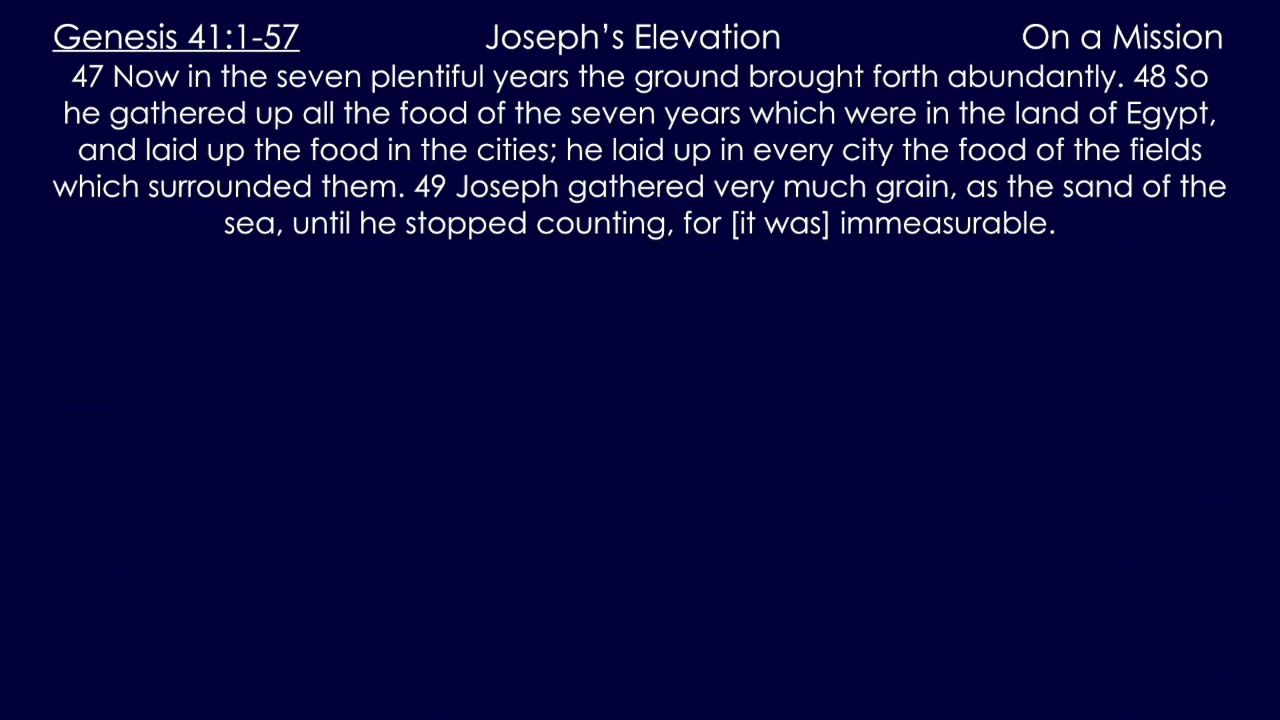 Genesis 41:1-57 Joseph’s Elevation On a Mission
47 Now in the seven plentiful years the ground brought forth abundantly. 48 So
he gathered up all the food of the seven years which were in the land of Egypt,
and laid up the food in the cities; he laid up in every city the food of the fields
which surrounded them. 49 Joseph gathered very much grain, as the sand of the
sea, until he stopped counting, for [it was] immeasurable.